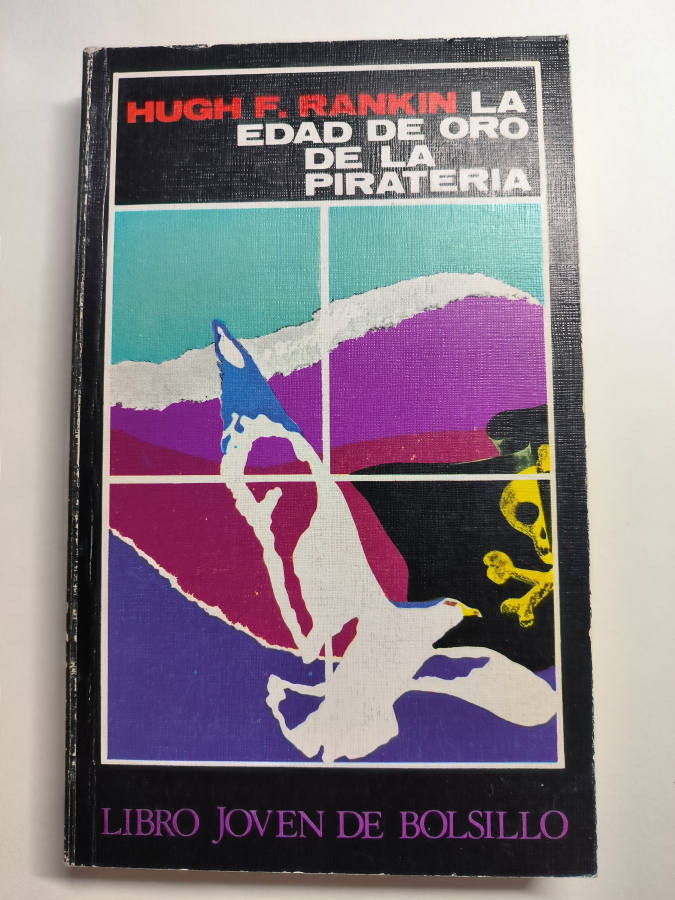 HUGH F. RANKIN LA
EDAD DE ORO
DE LA
PIRATERIA
LIBRO JOVEN DE BOLSILLO